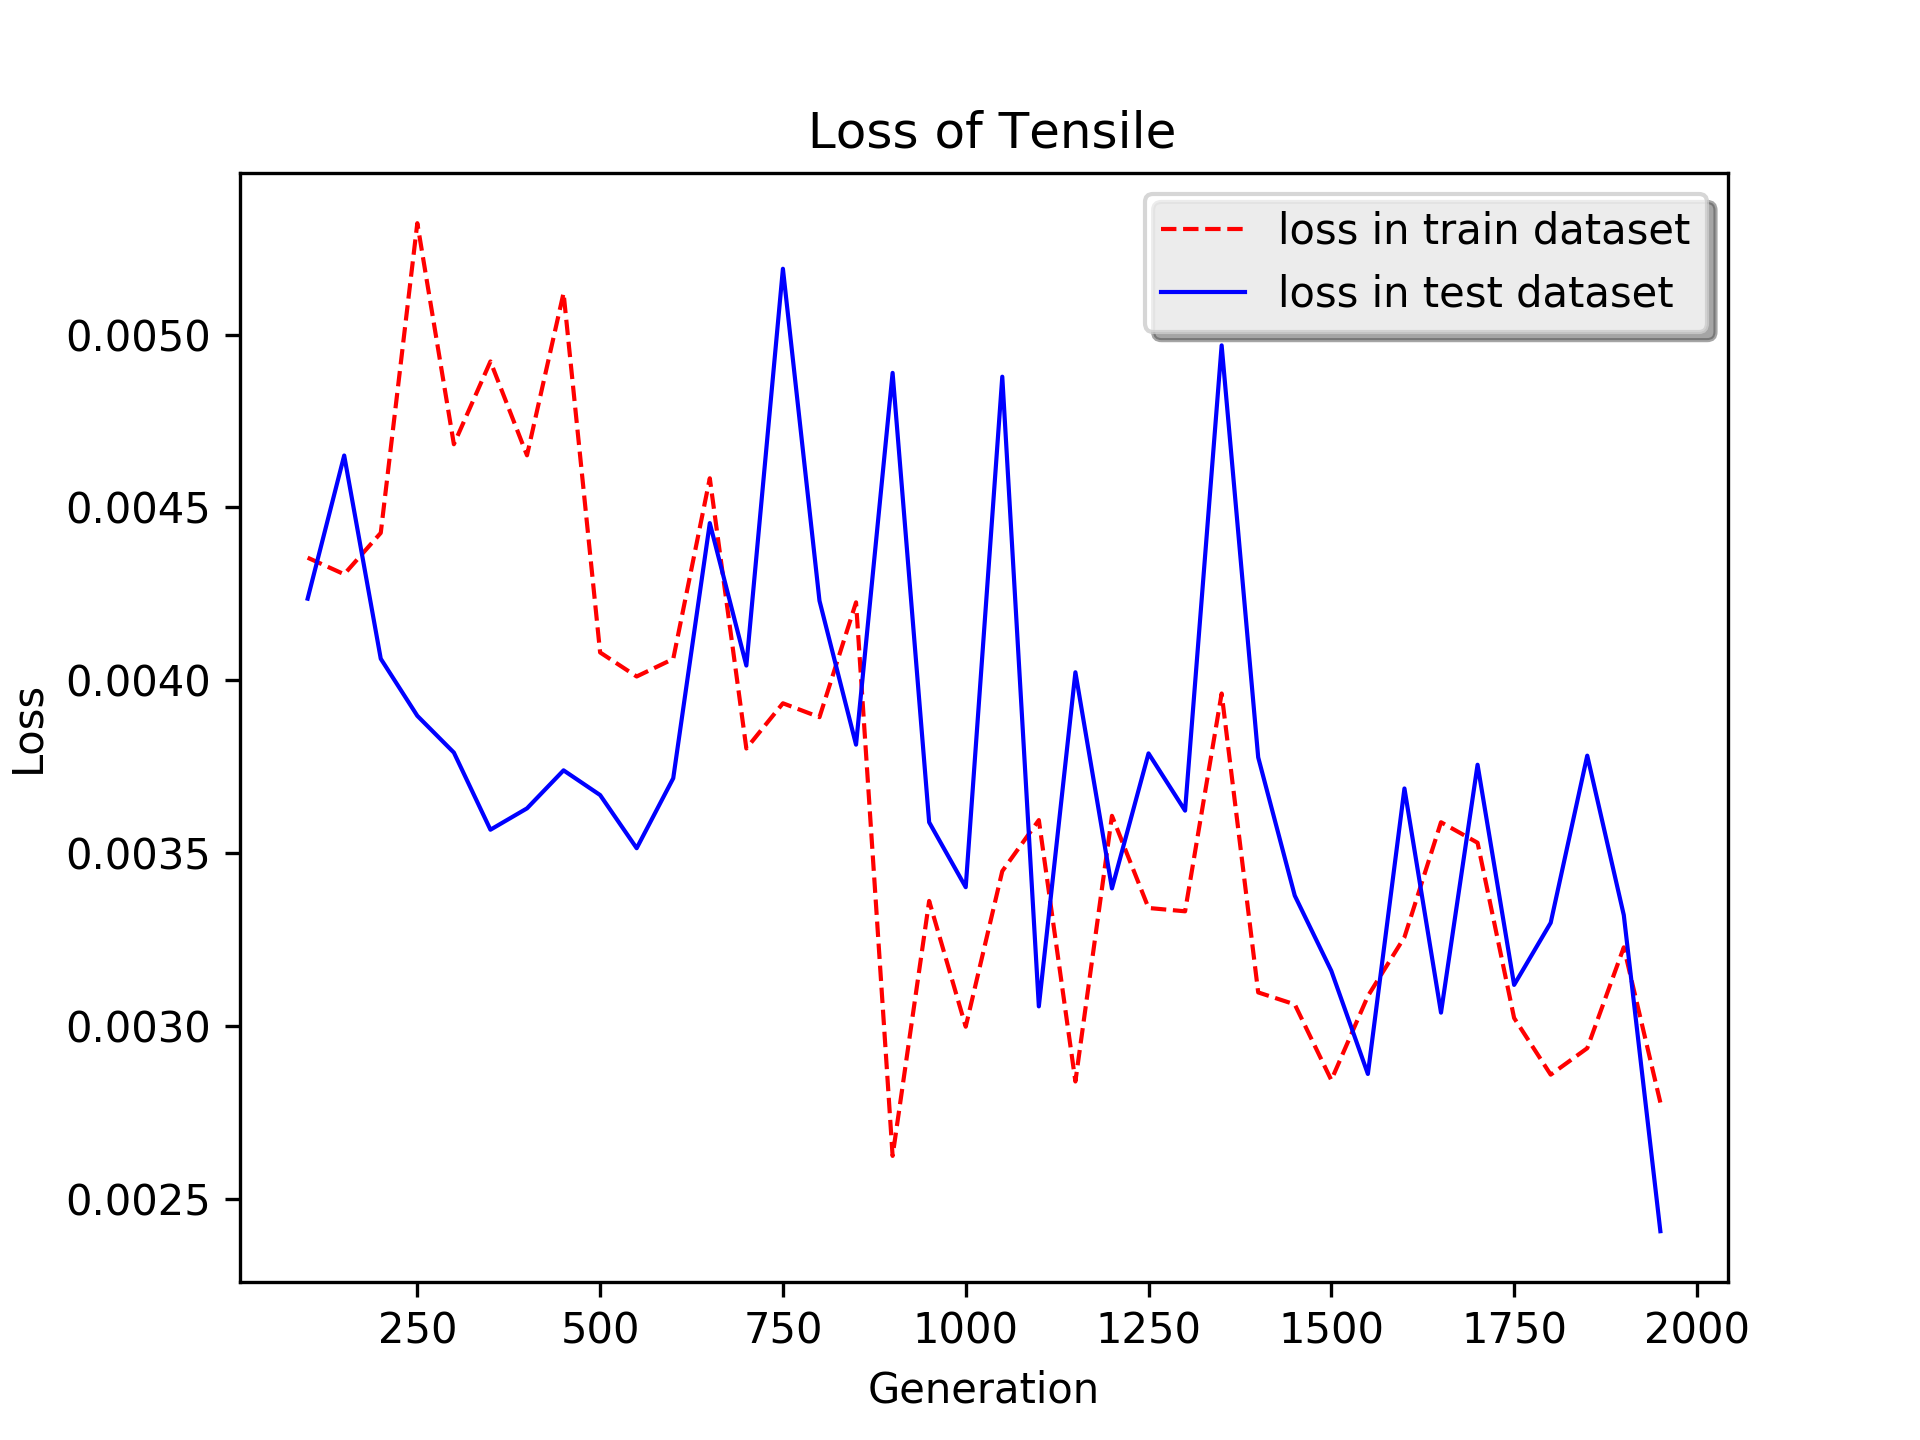 Loss of Tensile
loss in train dataset
loss in test dataset
0.0050
0.0045
0.0040
0.0035
0.0030
0.0025
Loss
250 500 750 1000 1250 1500 1750 2000
Generation